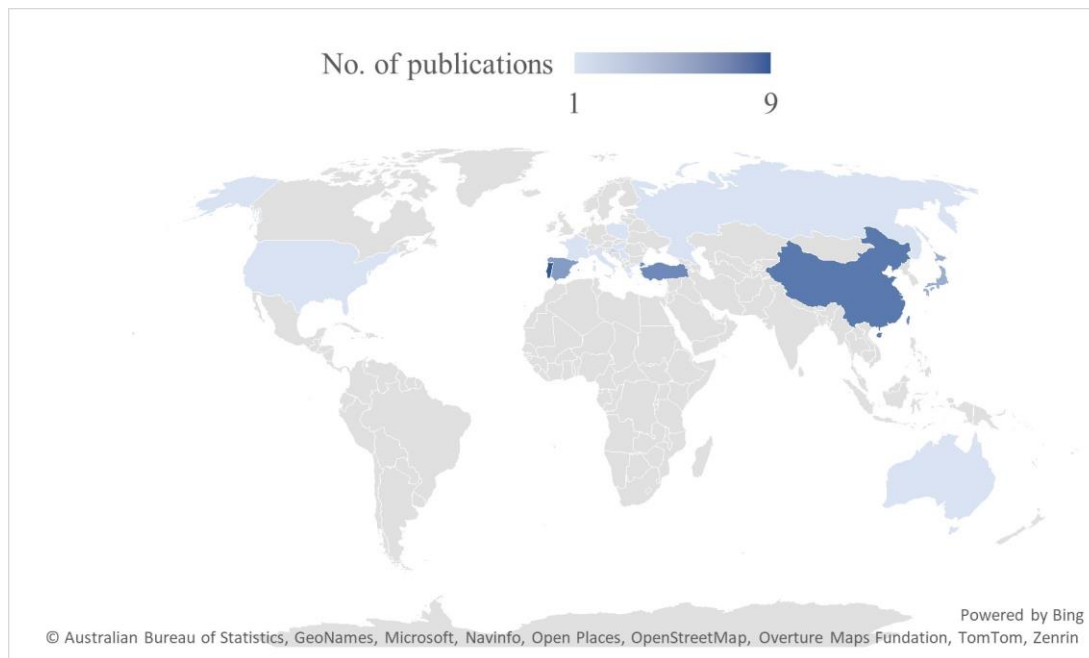 No. of publications
1 9
Powered by Bing
© Australian Bureau of Statistics, GeoNames, Microsoft, Navinfo, Open Places, OpenStreetMap, Overture Maps Fundation, TomTom, Zenrin